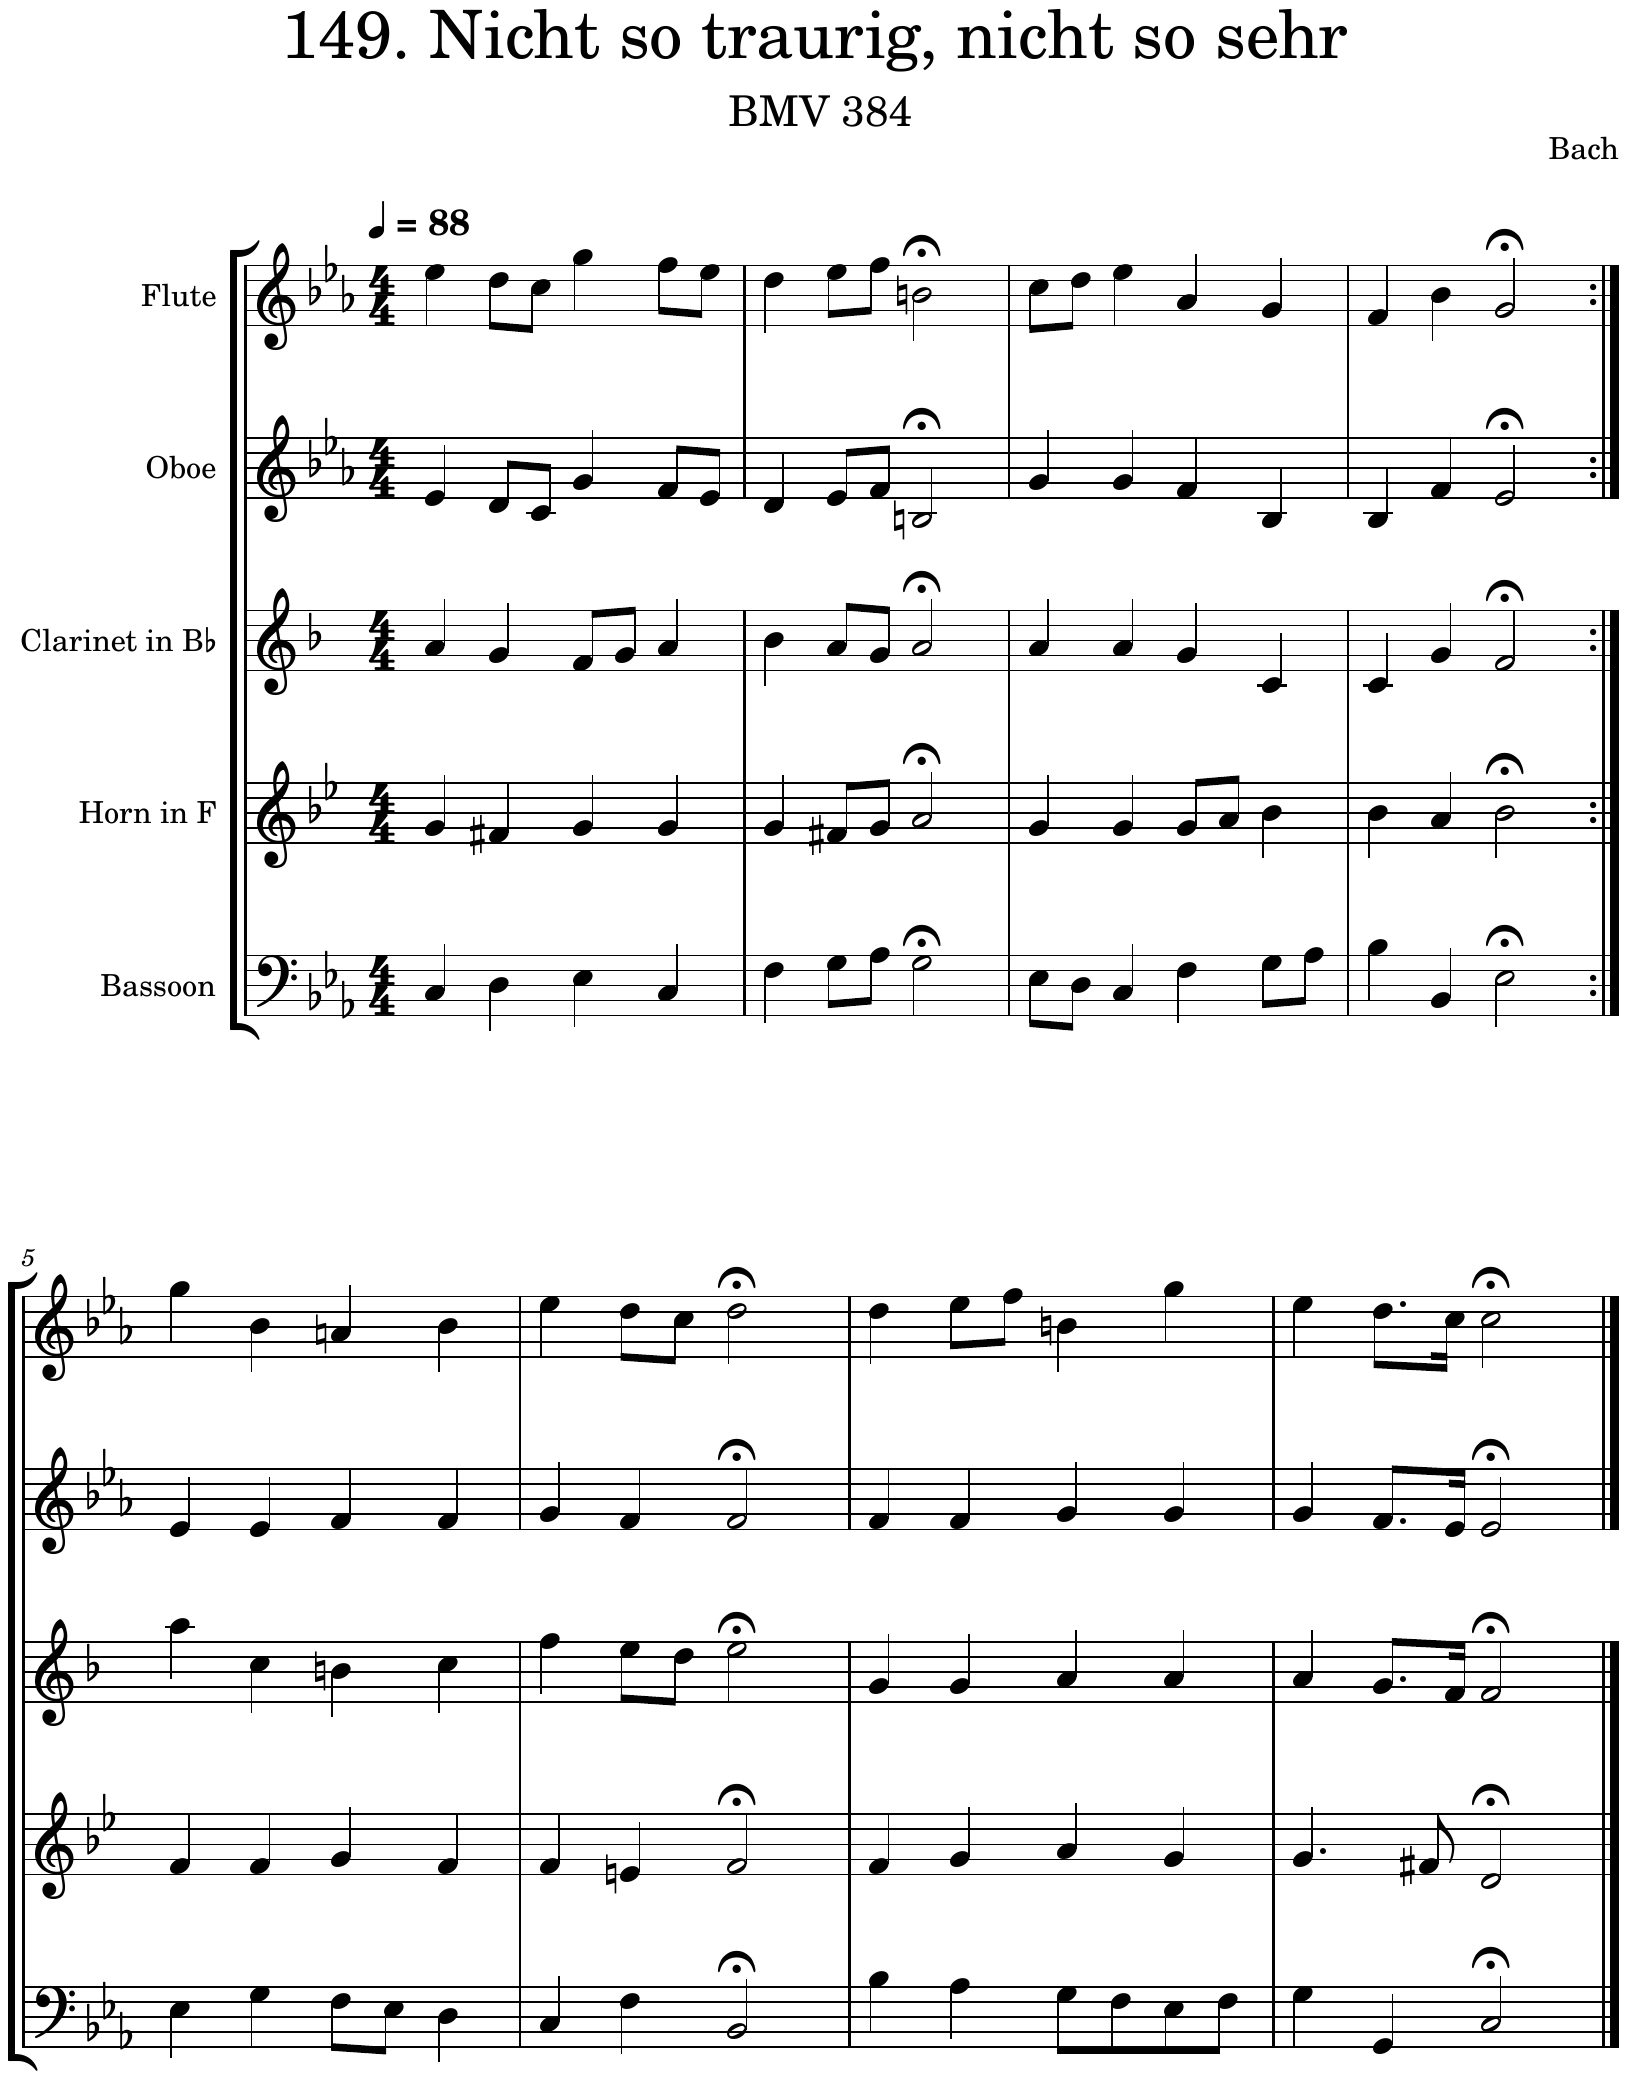 149. Nicht so traurig, nicht so sehr
BMV 384
Bach
♩ = 88
Flute
Oboe
Clarinet in B♭
Horn in F
Bassoon
5